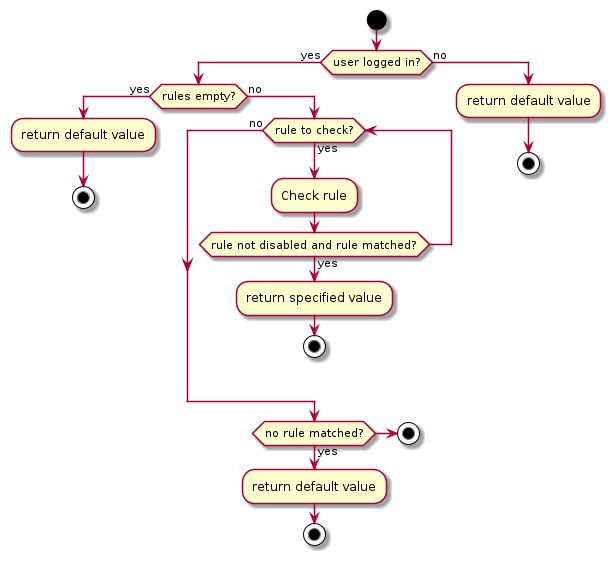 user logged in?
yes
no
rules empty?
yes
no
return default value
return default value
rule to check?
no
yes
Check rule
rule not disabled and rule matched?
yes
return specified value
no rule matched?
yes
return default value